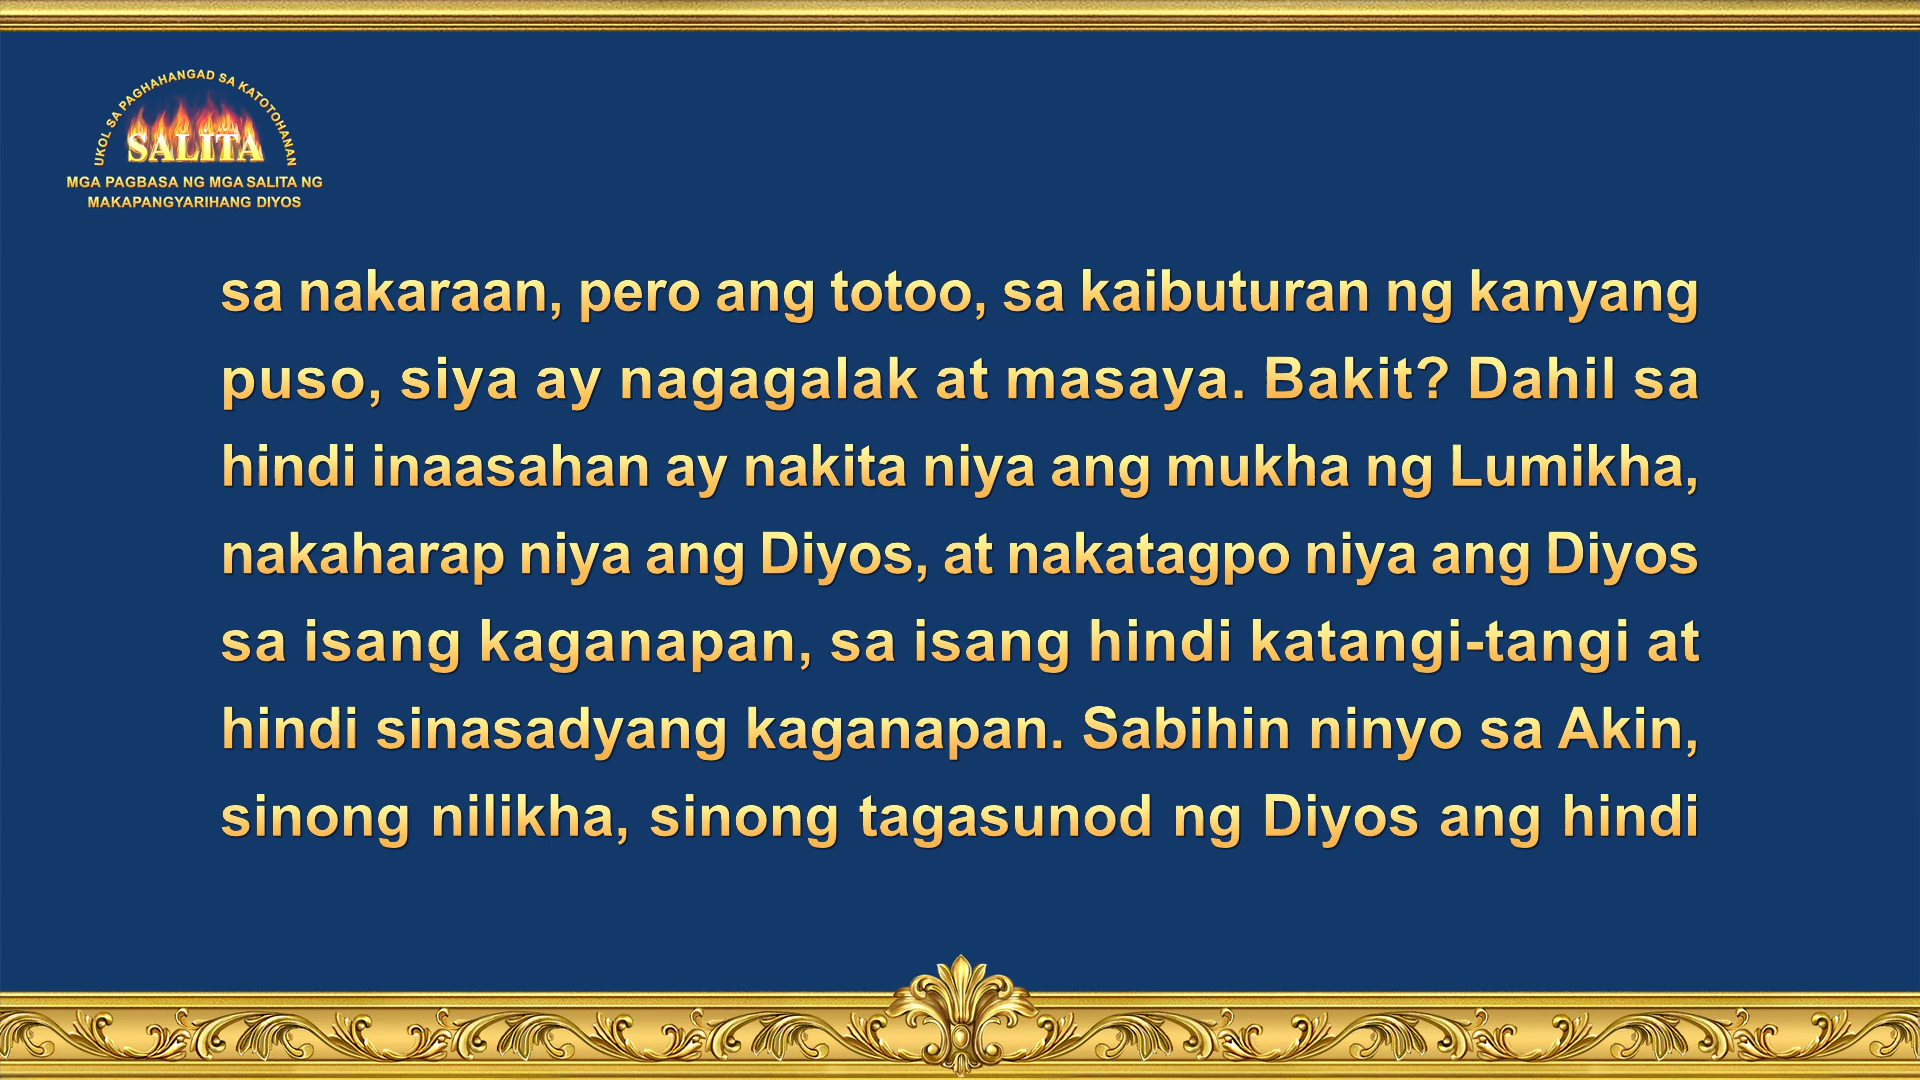 UKOL SA PAGHAHANGAD SA KATOTOHANAN
SALITA
MGA PAGBASA NG MGA SALITA NG
MAKAPANGYARIHANG DIYOS
sa nakaraan, pero ang totoo, sa kaibuturan ng kanyang
puso, siya ay nagagalak at masaya. Bakit? Dahil sa
hindi inaasahan ay nakita niya ang mukha ng Lumikha,
nakaharap niya ang Diyos, at nakatagpo niya ang Diyos
sa isang kaganapan, sa isang hindi katangi-tangi at
hindi sinasadyang kaganapan. Sabihin ninyo sa Akin,
sinong nilikha, sinong tagasunod ng Diyos ang hindi